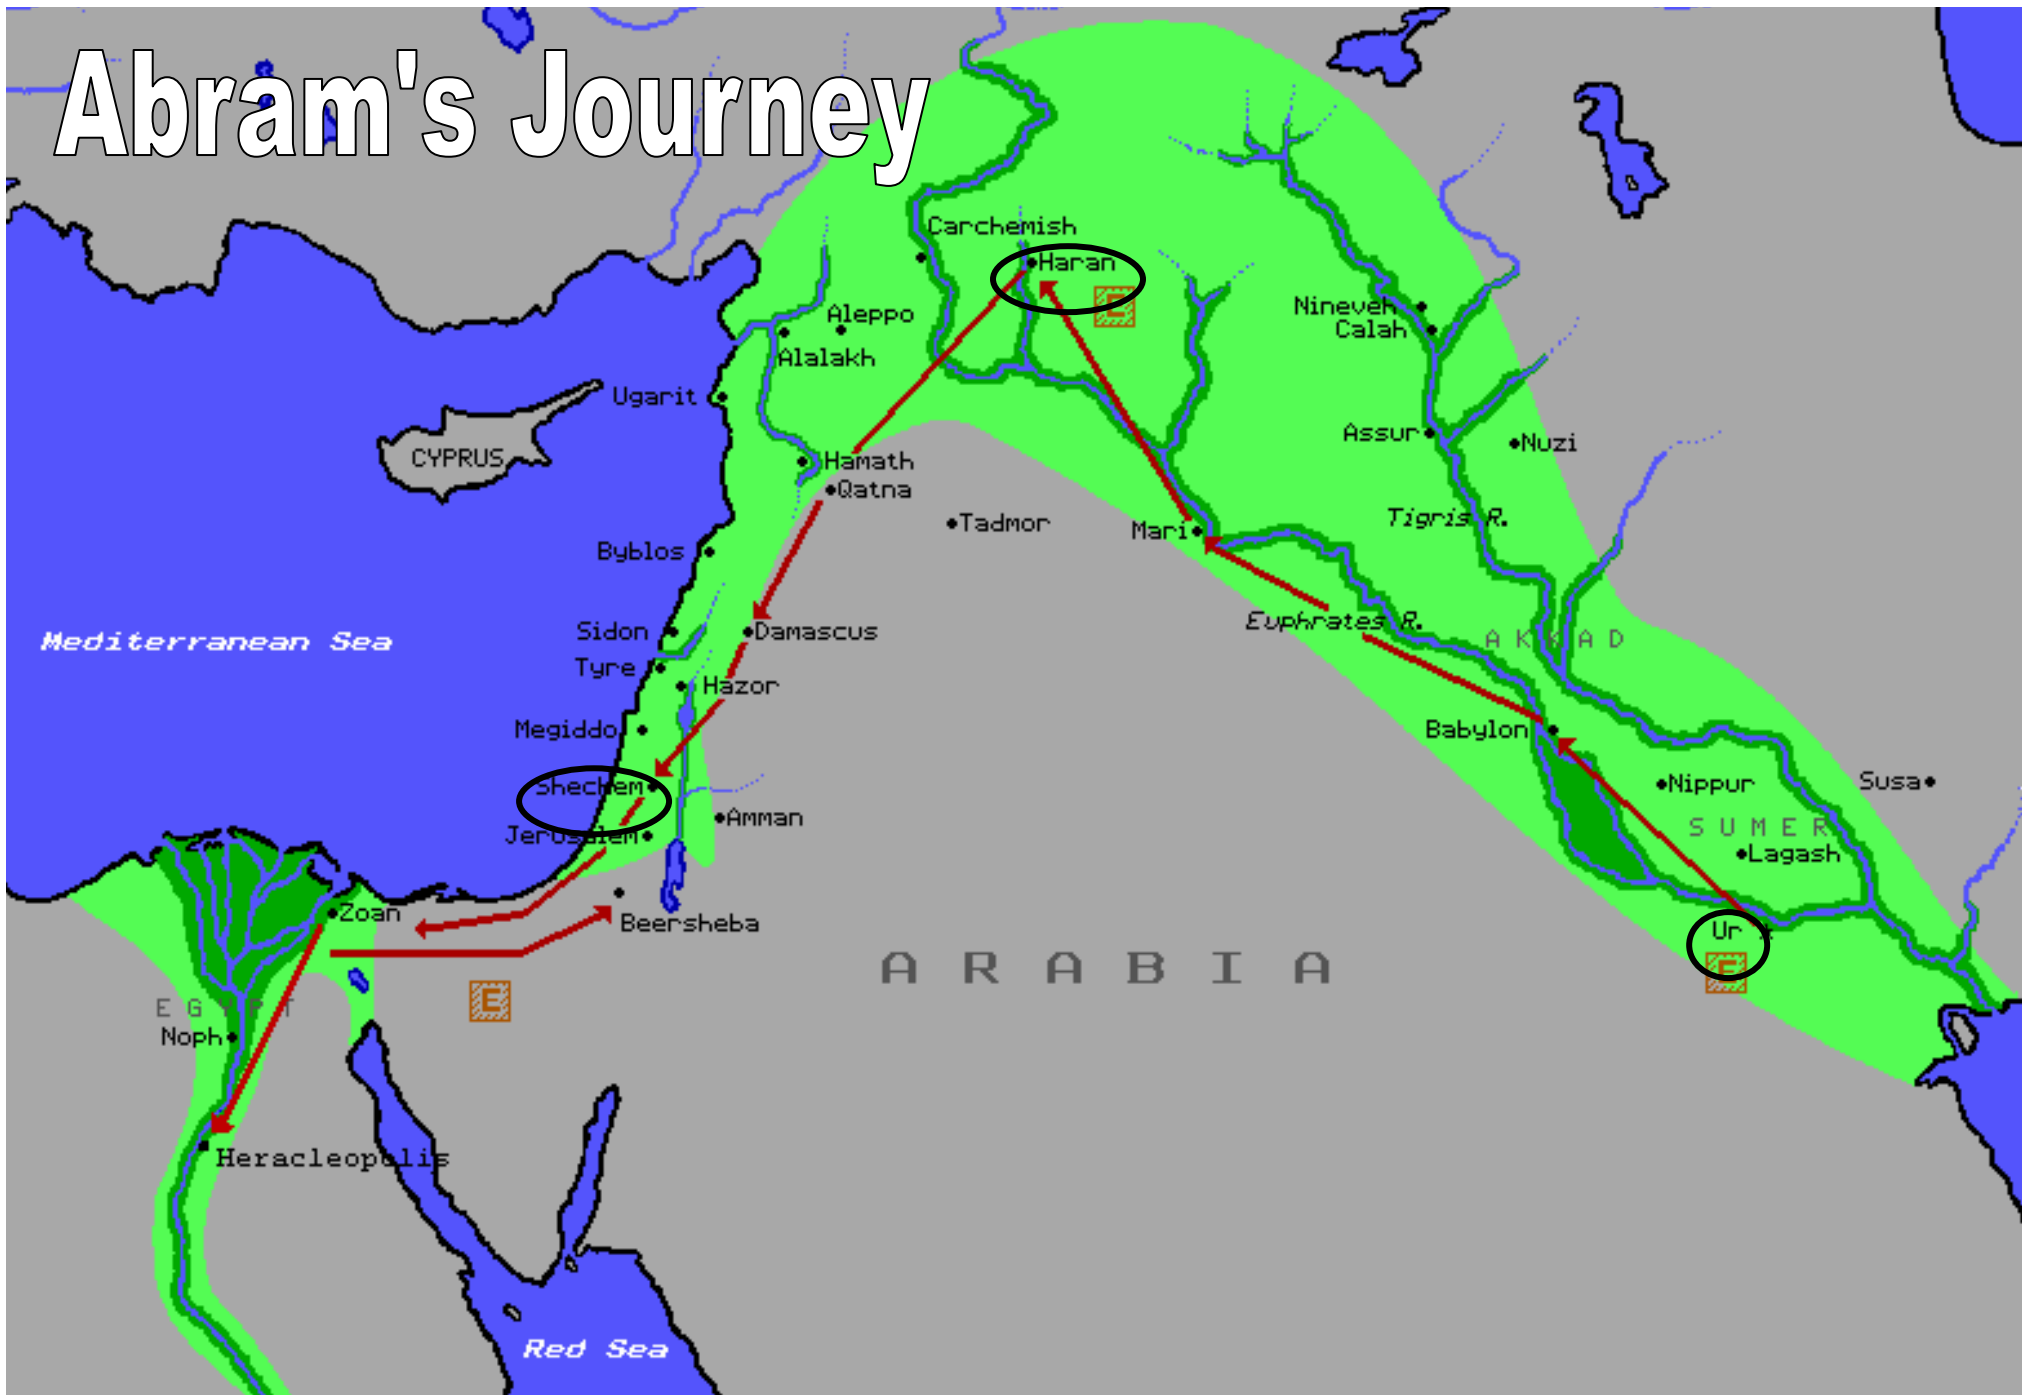 Abram's Journey
Carchemish
Haran
E
Nineveh
Calah
Aleppo
Alalakh
Ugarit
Assur
Nuzi
CYPRUS
Hamath
Qatna
Tadmor
Mari
Tigris R.
Byblos
Euphrates R.
Sidon
Damascus
AKKAD
Mediterranean Sea
Tyre
Hazor
Megiddo
Babylon
Shechem
Nippur
Susa
Amman
SUMER
Jerusalem
Lagash
Zoan
Beersheba
Ur
ARABIA
E
E
EGYPT
Noph
Heracleopolis
Red Sea